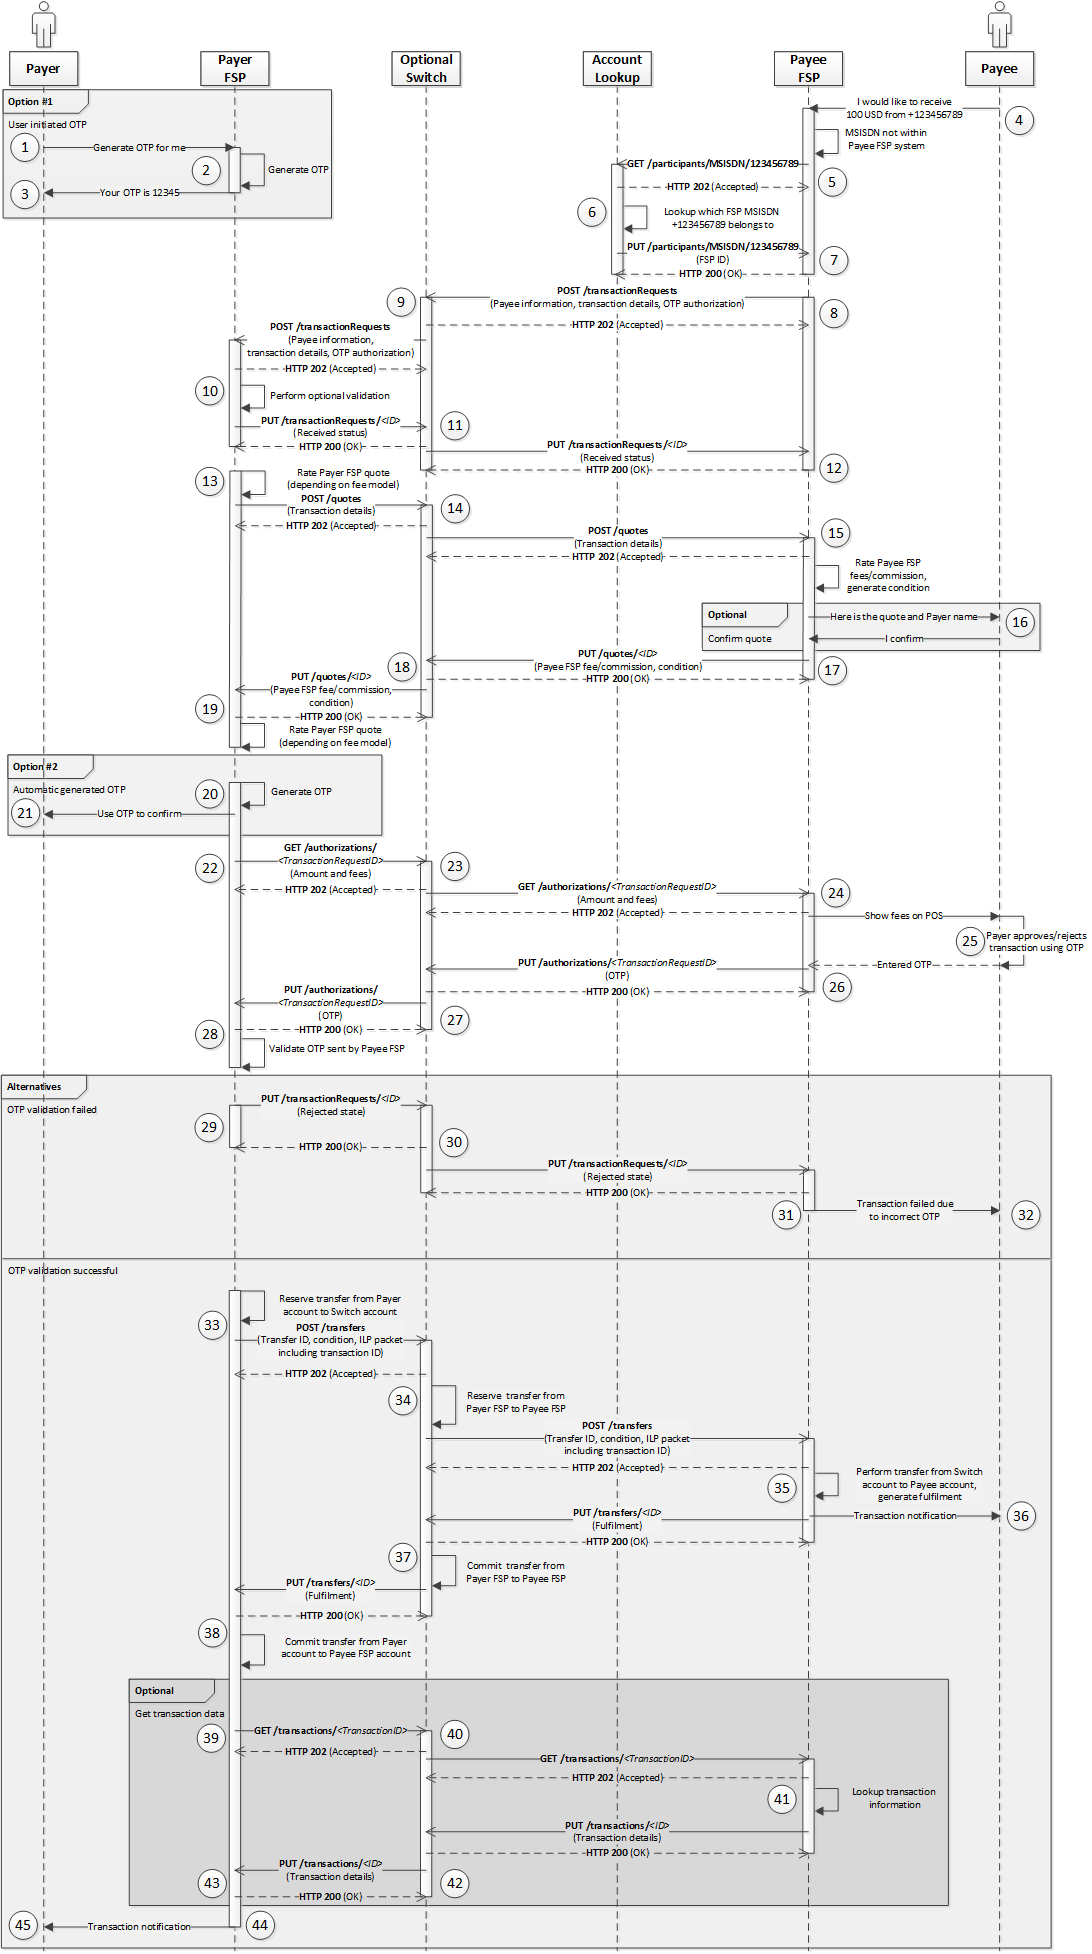 Payer
Payer
FSP
Optional
Switch
Account
Lookup
Payee
FSP
Payee
Option #1
User initiated OTP
1
Generate OTP for me
2
Generate OTP
3
Your OTP is 12345
I would like to receive
100 USD from +123456789
4
MSISDN not within
Payee FSP system
GET /participants/MSISDN/123456789
HTTP 202 (Accepted)
5
6
Lookup which FSP MSISDN
+123456789 belongs to
PUT /participants/MSISDN/123456789
(FSP ID)
7
HTTP 200 (OK)
9
POST /transactionRequests
(Payee information, transaction details, OTP authorization)
8
HTTP 202 (Accepted)
POST /transactionRequests
(Payee information,
transaction details, OTP authorization)
HTTP 202 (Accepted)
10
Perform optional validation
PUT /transactionRequests/<ID>
(Received status)
11
HTTP 200 (OK)
PUT /transactionRequests/<ID>
(Received status)
HTTP 200 (OK)
12
13
Rate Payer FSP quote
(depending on fee model)
POST /quotes
(Transaction details)
14
HTTP 202 (Accepted)
POST /quotes
(Transaction details)
15
HTTP 202 (Accepted)
Rate Payee FSP
fees/commission,
generate condition
Optional
Confirm quote
Here is the quote and Payer name
16
I confirm
PUT /quotes/<ID>
(Payee FSP fee/commission, condition)
17
18
HTTP 200 (OK)
PUT /quotes/<ID>
(Payee FSP fee/commission,
condition)
19
HTTP 200 (OK)
Rate Payer FSP quote
(depending on fee model)
Option #2
Automatic generated OTP
20
Generate OTP
21
Use OTP to confirm
22
GET /authorizations/
<TransactionRequestID>
(Amount and fees)
23
HTTP 202 (Accepted)
GET /authorizations/<TransactionRequestID>
(Amount and fees)
24
HTTP 202 (Accepted)
Show fees on POS
25
Payer approves/rejects
transaction using OTP
Entered OTP
PUT /authorizations/<TransactionRequestID>
(OTP)
26
HTTP 200 (OK)
PUT /authorizations/
<TransactionRequestID>
(OTP)
27
HTTP 200 (OK)
28
Validate OTP sent by Payee FSP
Alternatives
OTP validation failed
PUT /transactionRequests/<ID>
(Rejected state)
29
HTTP 200 (OK)
30
PUT /transactionRequests/<ID>
(Rejected state)
HTTP 200 (OK)
31
Transaction failed due
to incorrect OTP
32
OTP validation successful
Reserve transfer from Payer
account to Switch account
33
POST /transfers
(Transfer ID, condition, ILP packet
including transaction ID)
HTTP 202 (Accepted)
34
Reserve transfer from
Payer FSP to Payee FSP
POST /transfers
(Transfer ID, condition, ILP packet
including transaction ID)
HTTP 202 (Accepted)
35
Perform transfer from Switch
account to Payee account,
generate fulfilment
PUT /transfers/<ID>
(Fulfilment)
Transaction notification
36
HTTP 200 (OK)
37
Commit transfer from
Payer FSP to Payee FSP
PUT /transfers/<ID>
(Fulfilment)
HTTP 200 (OK)
38
Commit transfer from Payer
account to Payee FSP account
Optional
Get transaction data
39
GET /transactions/<TransactionID>
40
HTTP 202 (Accepted)
GET /transactions/<TransactionID>
HTTP 202 (Accepted)
41
Lookup transaction
information
PUT /transactions/<ID>
(Transaction details)
HTTP 200 (OK)
PUT /transactions/<ID>
(Transaction details)
43
42
HTTP 200 (OK)
45
Transaction notification
44